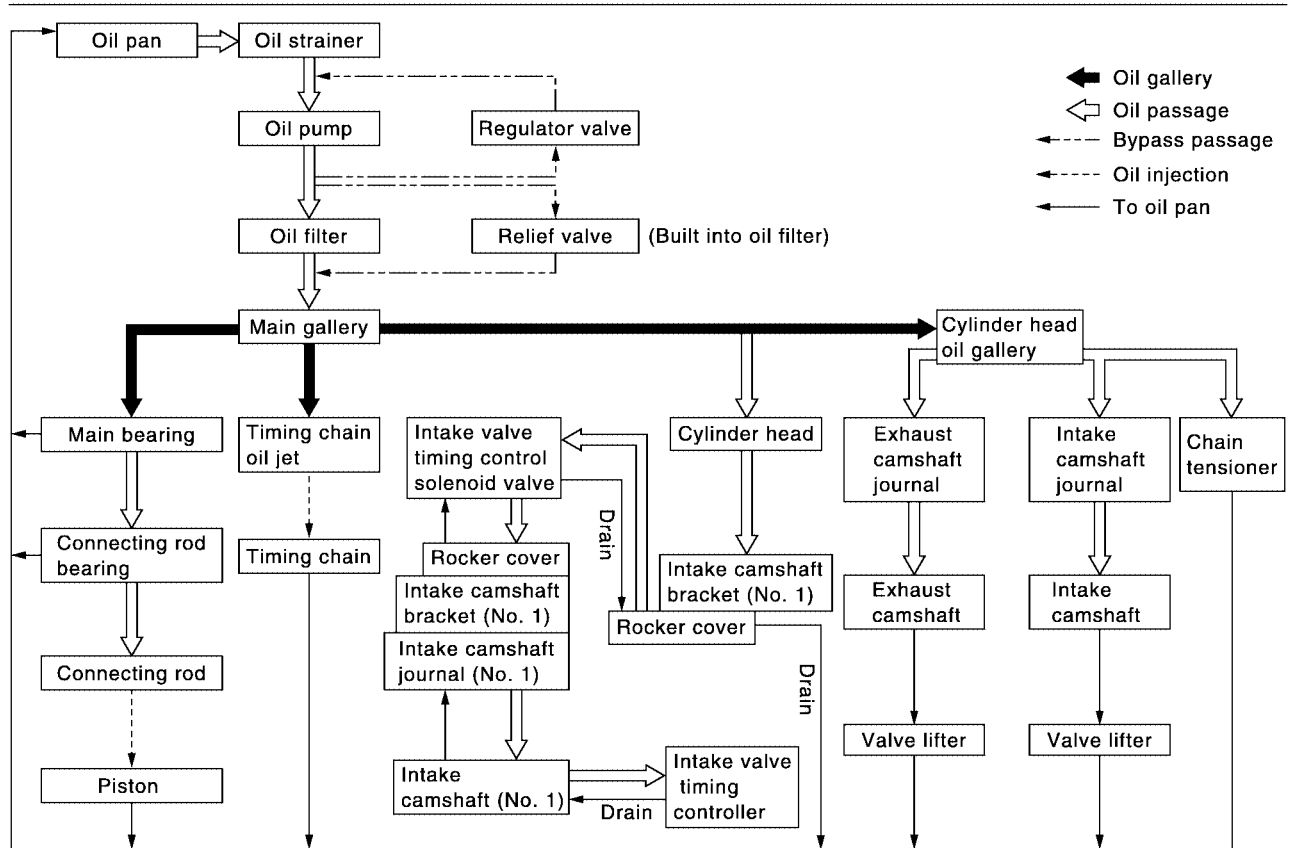 Oil pan
Oil strainer
Oil gallery
Oil pump
Regulator valve
Oil passage
Bypass passage
Oil injection
To oil pan
Oil filter
Relief valve
(Built into oil filter)
Main gallery
Cylinder head
oil gallery
Main bearing
Timing chain
oil jet
Intake valve
timing control
solenoid valve
Cylinder head
Exhaust
camshaft
journal
Intake
camshaft
journal
Chain
tensioner
Drain
Connecting rod
bearing
Timing chain
Rocker cover
Intake camshaft
bracket (No. 1)
Intake camshaft
journal (No. 1)
Intake camshaft
bracket (No. 1)
Rocker cover
Exhaust
camshaft
Intake
camshaft
Connecting rod
Drain
Valve lifter
Valve lifter
Piston
Intake
camshaft (No. 1)
Drain
Intake valve
timing
controller